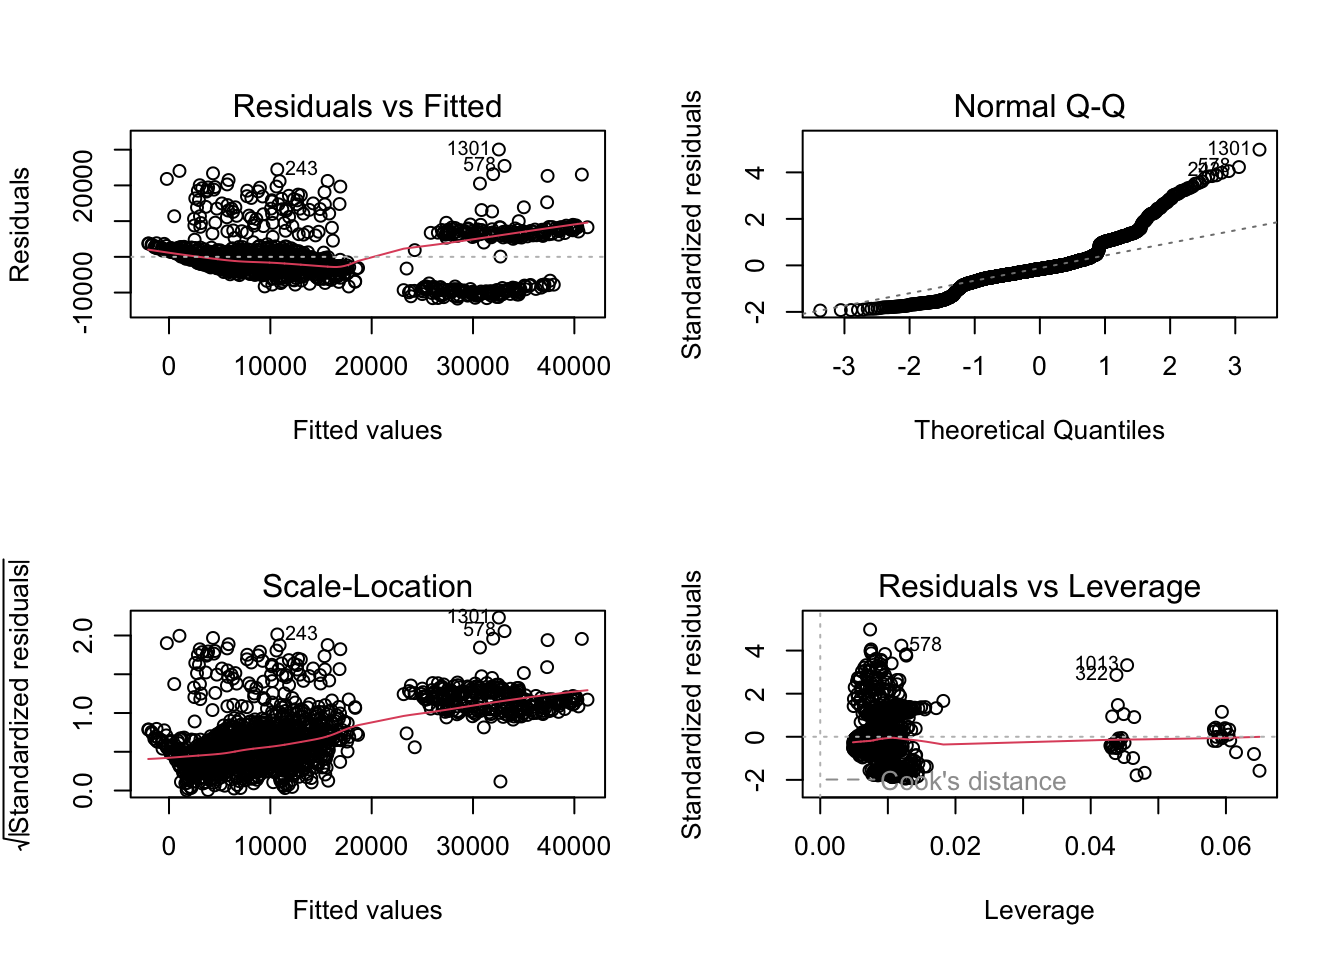 Residuals vs Fitted
Residuals
-10000
20000
1301
578
243
0 10000 20000 30000 40000
Fitted values
Normal Q-Q
Standardized residuals
-2 0 2 4
1301
578
243
-3 -2 -1 0 1 2 3
Theoretical Quantiles
Scale-Location
√|Standardized residuals|
0.0 1.0 2.0
1301
578
243
0 10000 20000 30000 40000
Fitted values
Residuals vs Leverage
Standardized residuals
-2 0 2 4
578
1013
322
Cook's distance
0.00 0.02 0.04 0.06
Leverage